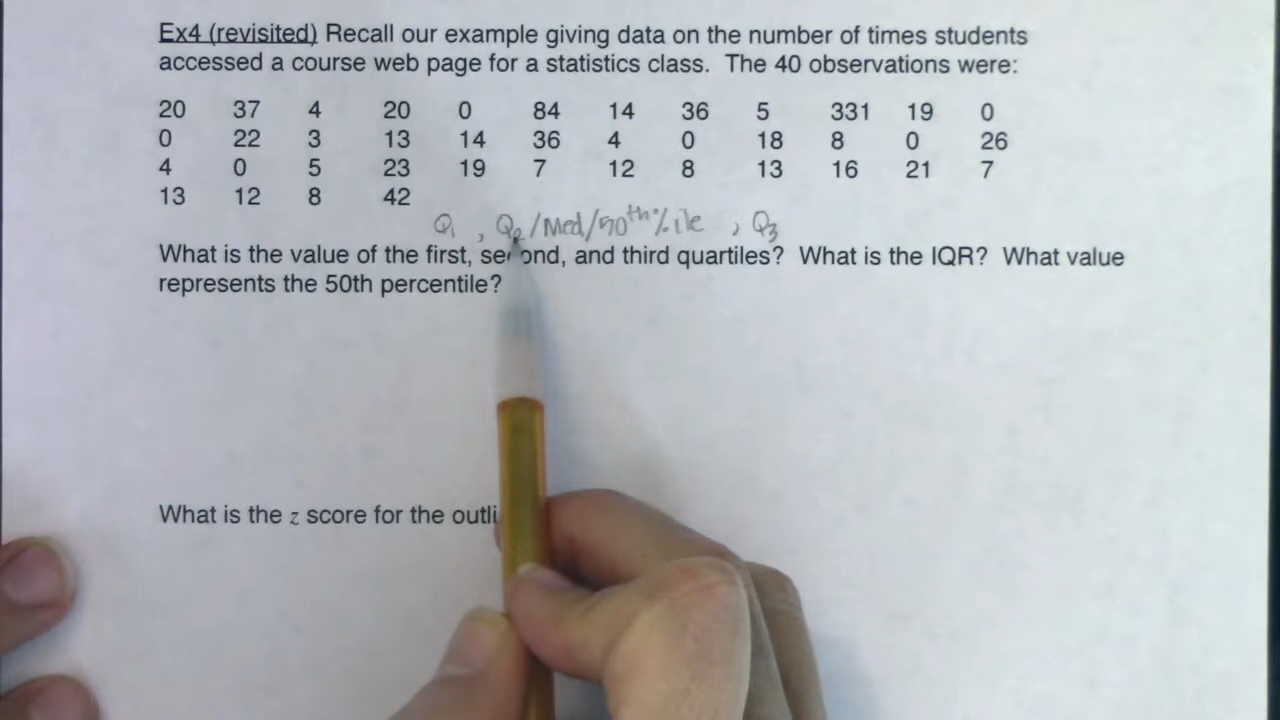 Ex4 (revisited) Recall our example giving data on the number of times students
accessed a course web page for a statistics class. The 40 observations were:
20 37 4 20 0 84 14 36 5 331 19 0
0 22 3 13 14 36 4 0 18 8 0 26
4 0 5 23 19 7 12 8 13 16 21 7
13 12 8 42
Q1 , Q2/Med/50th%ile , Q3
What is the value of the first, second, and third quartiles? What is the IQR? What value
represents the 50th percentile?
What is the z score for the outli